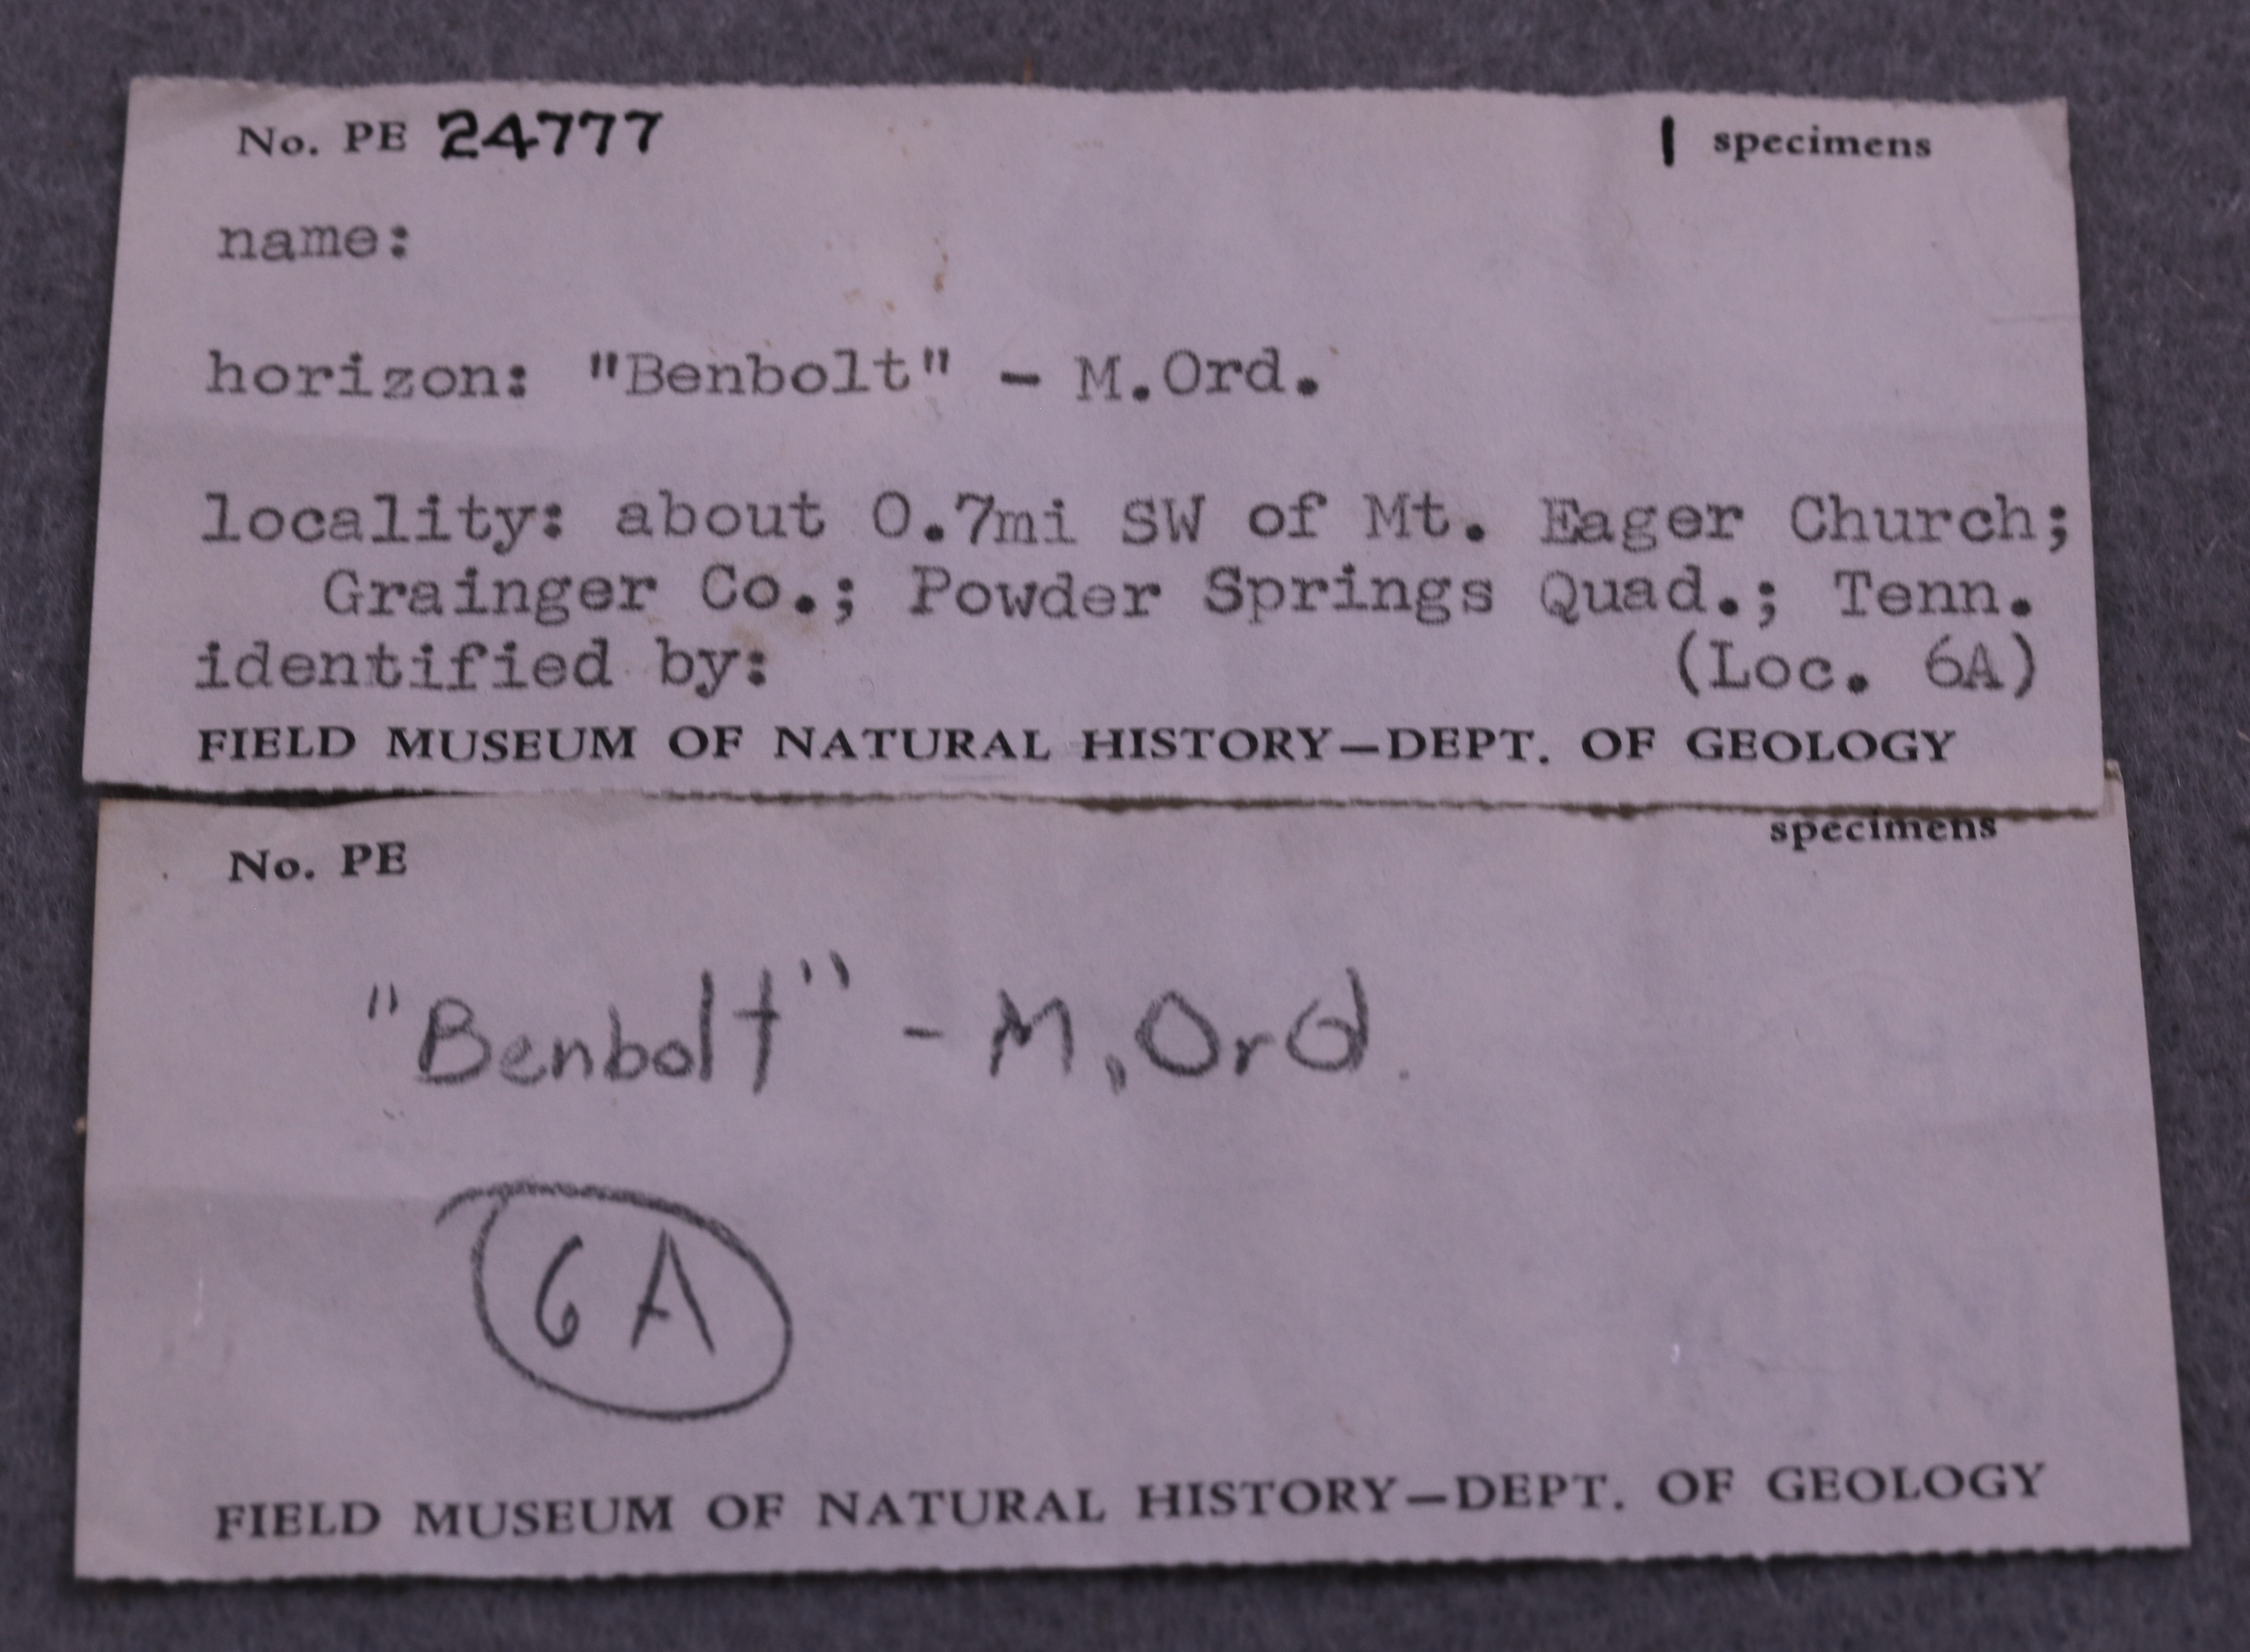 No. PE 24777 1 specimens
name:
horizon: "Benbolt" - M.Ord.
locality: about 0.7mi SW of Mt. Eager Church;
Grainger Co.; Powder Springs Quad.; Tenn.
identified by: (Loc. 6A)
FIELD MUSEUM OF NATURAL HISTORY—DEPT. OF GEOLOGY
No. PE specimens
"Benbolt" - M.Ord.
6A
FIELD MUSEUM OF NATURAL HISTORY—DEPT. OF GEOLOGY